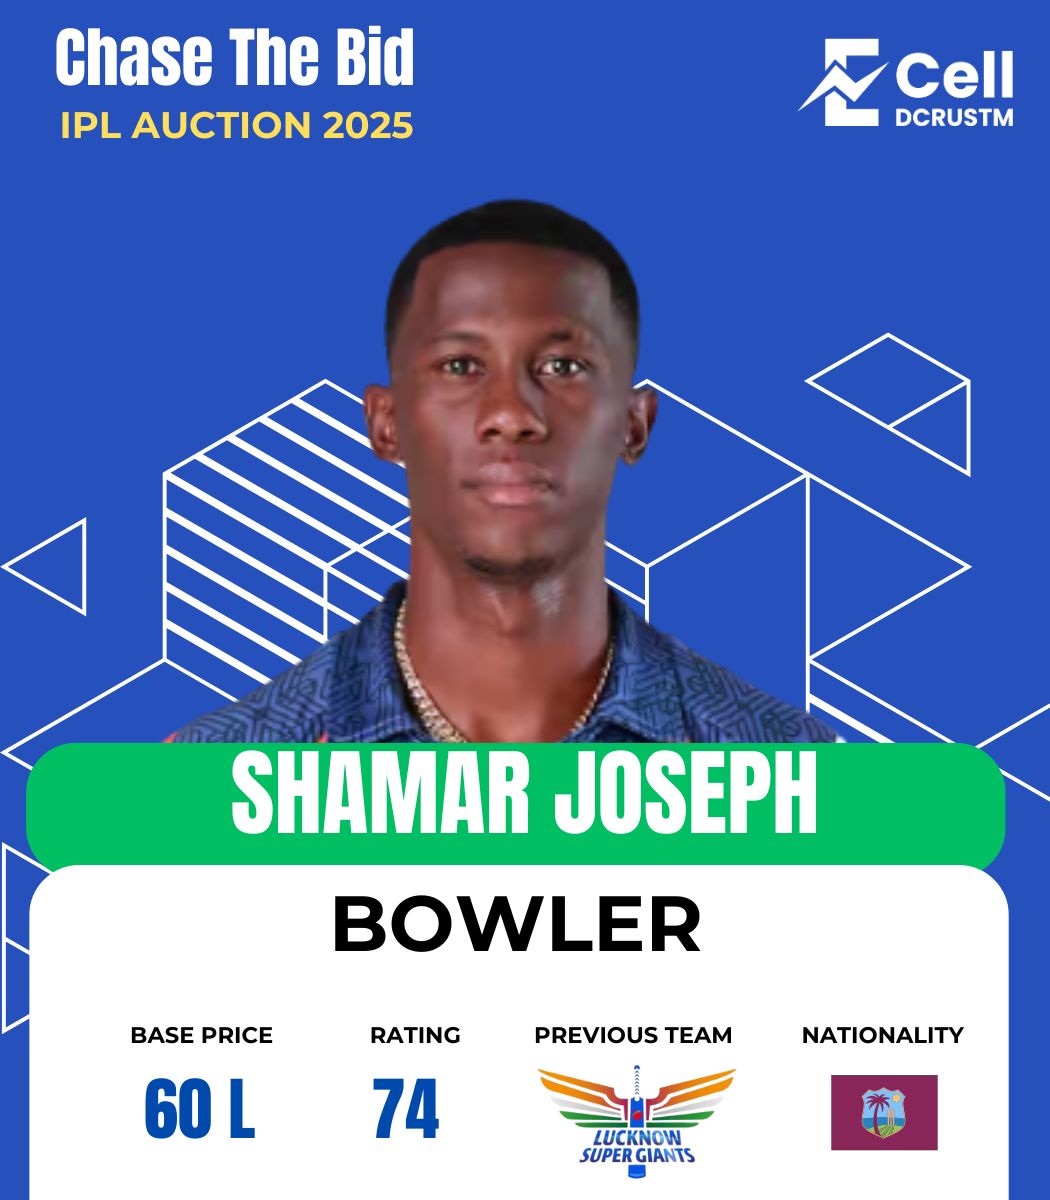 Chase The Bid
IPL AUCTION 2025
Cell
DCRUSTM
SHAMAR JOSEPH
BOWLER
BASE PRICE
RATING
PREVIOUS TEAM
NATIONALITY
60 L
74
LUCKNOW
SUPER GIANTS